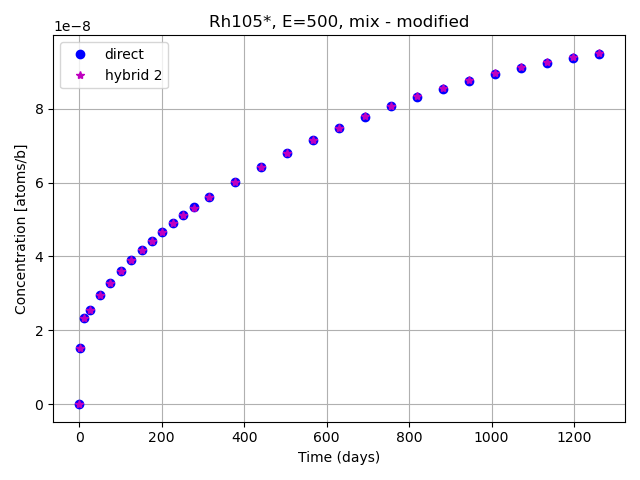 Rh105*, E=500, mix - modified
1e−8
direct
hybrid 2
8
6
4
2
0
Concentration [atoms/b]
0 200 400 600 800 1000 1200
Time (days)